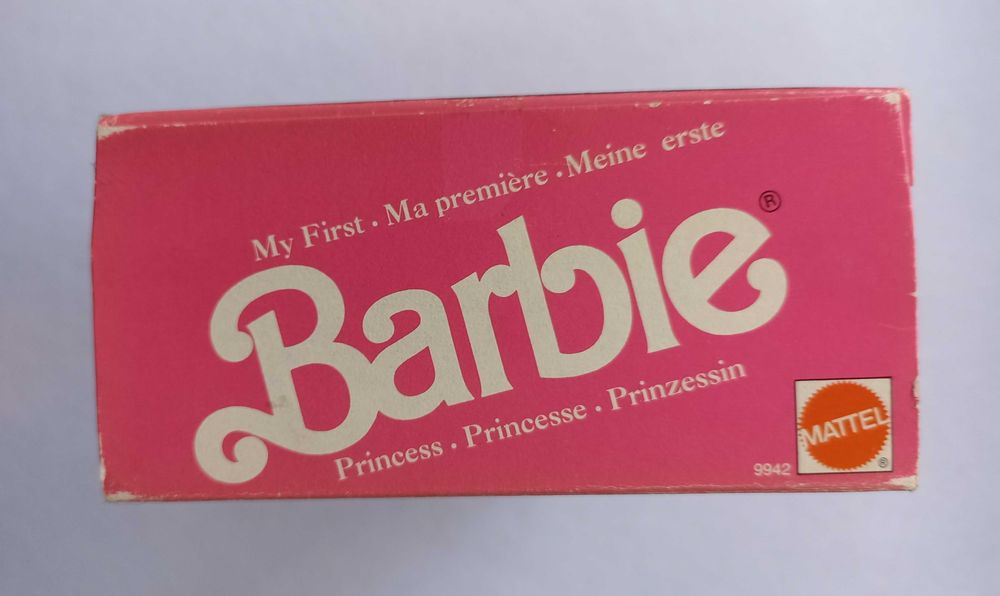 My First • Ma première • Meine erste
Barbie ®
Princess • Princesse • Prinzessin
9942
MATTEL ®